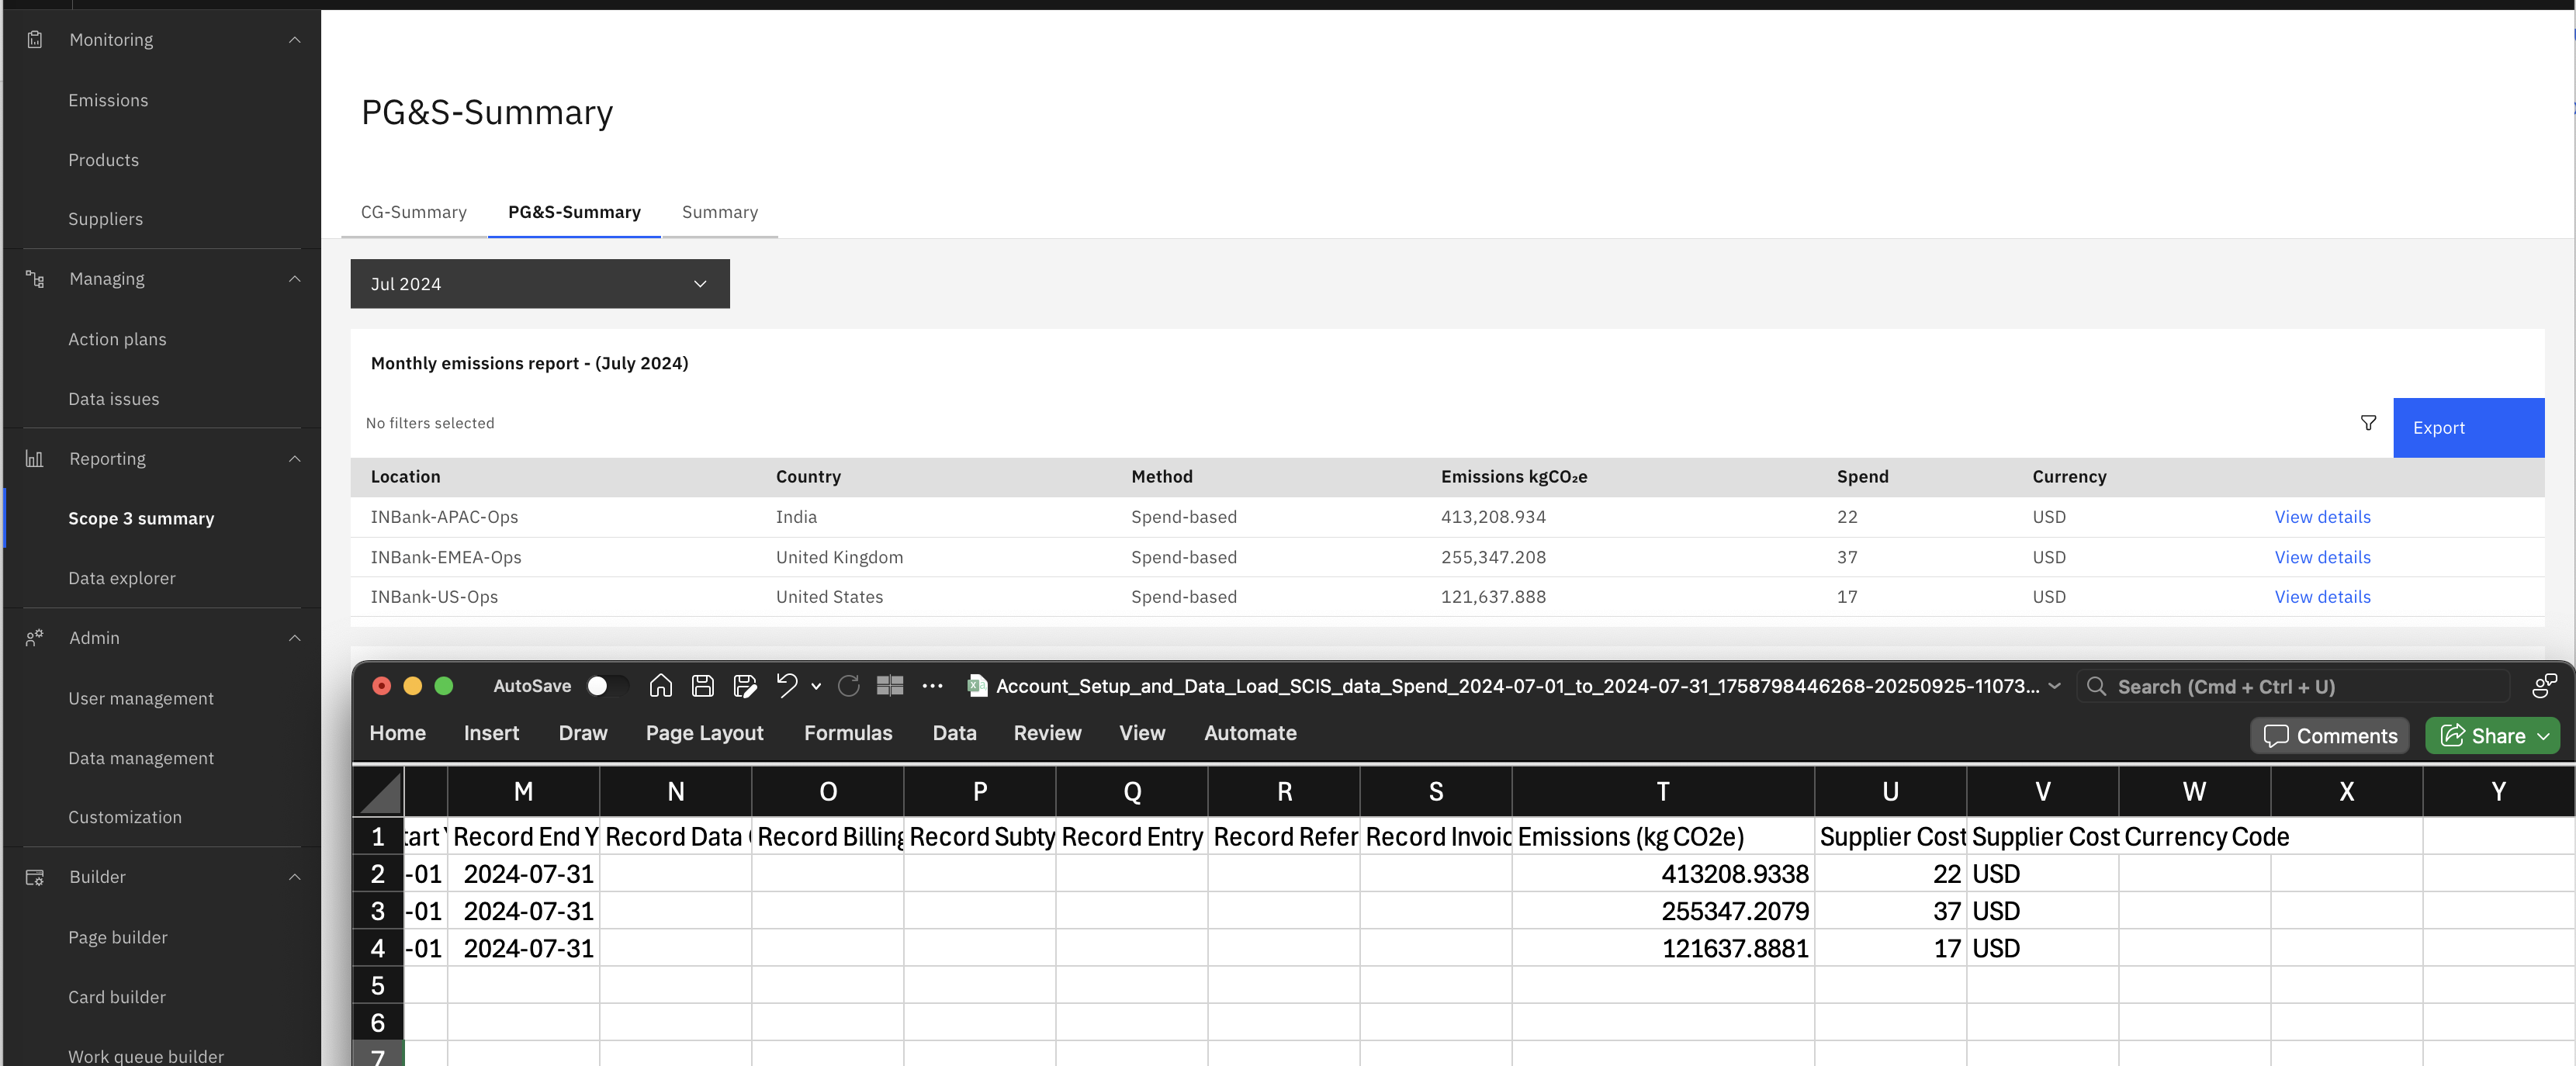 Monitoring
Emissions
Products
Suppliers
Managing
Action plans
Data issues
Reporting
Scope 3 summary
Data explorer
Admin
User management
Data management
Customization
Builder
Page builder
Card builder
Work queue builder
PG&S-Summary
CG-Summary PG&S-Summary Summary
Jul 2024
Monthly emissions report - (July 2024)
No filters selected
Export
Location Country Method Emissions kgCO₂e Spend Currency
INBank-APAC-Ops India Spend-based 413,208.934 22 USD View details
INBank-EMEA-Ops United Kingdom Spend-based 255,347.208 37 USD View details
INBank-US-Ops United States Spend-based 121,637.888 17 USD View details
AutoSave ... Account_Setup_and_Data_Load_SCIS_data_Spend_2024-07-01_to_2024-07-31_1758798446268-20250925-11073... Search (Cmd + Ctrl + U)
Home Insert Draw Page Layout Formulas Data Review View Automate Comments Share
M N O P Q R S T U V W X Y
1 tart Y Record End Y Record Data Record Billing Record Subty Record Entry Record Refer Record Invoic Emissions (kg CO2e) Supplier Cost Supplier Cost Currency Code
2 -01 2024-07-31 413208.9338 22 USD
3 -01 2024-07-31 255347.2079 37 USD
4 -01 2024-07-31 121637.8881 17 USD
5
6
7